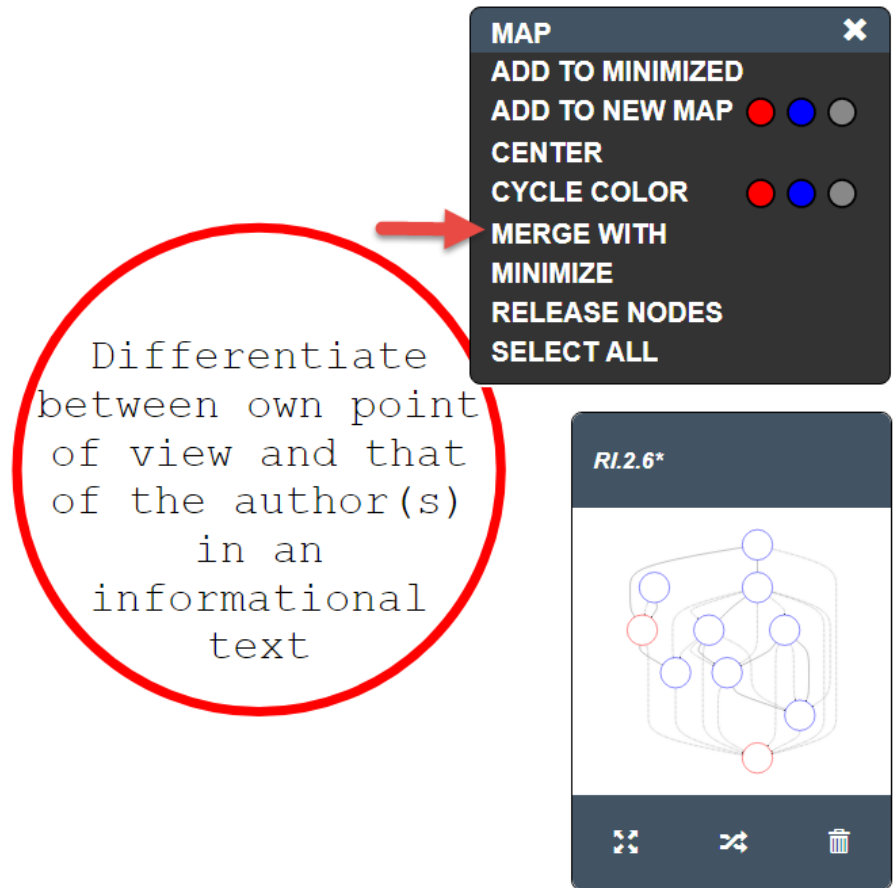 MAP
ADD TO MINIMIZED
ADD TO NEW MAP
CENTER
CYCLE COLOR
MERGE WITH
MINIMIZE
RELEASE NODES
SELECT ALL
Differentiate
between own point
of view and that
of the author(s)
in an
informational
text
RI.2.6*